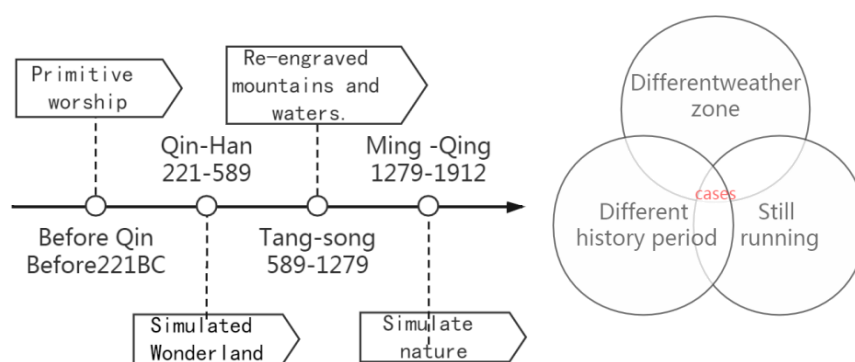 Primitive
worship
Re-engraved
mountains and
waters.
Qin-Han
221-589
Ming -Qing
1279-1912
Before Qin
Before221BC
Tang-song
589-1279
Simulated
Wonderland
Simulate
nature
Differentweather
zone
cases
Different
history period
Still
running